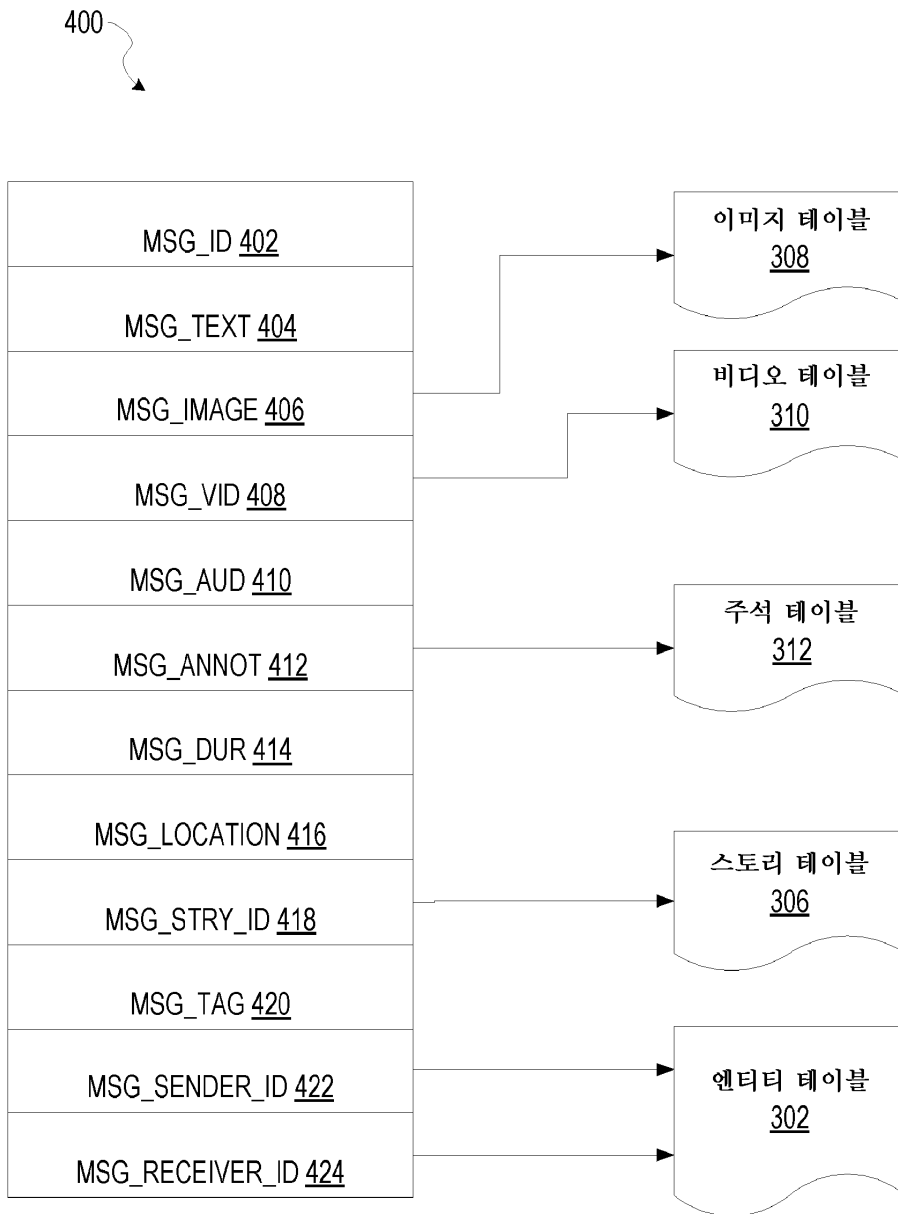 400
MSG_ID 402
MSG_TEXT 404
MSG_IMAGE 406
MSG_VID 408
MSG_AUD 410
MSG_ANNOT 412
MSG_DUR 414
MSG_LOCATION 416
MSG_STRY_ID 418
MSG_TAG 420
MSG_SENDER_ID 422
MSG_RECEIVER_ID 424
이미지 테이블
308
비디오 테이블
310
주석 테이블
312
스토리 테이블
306
엔티티 테이블
302